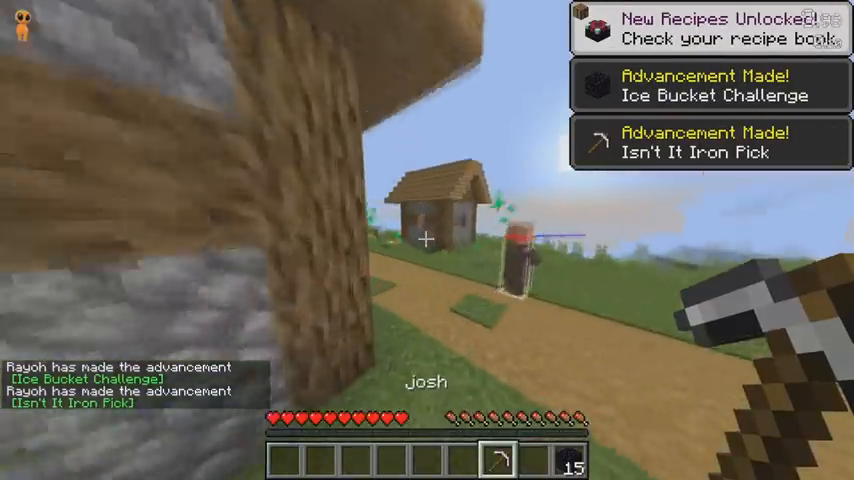 New Recipes Unlocked!
Check your recipe book
Advancement Made!
Ice Bucket Challenge
Advancement Made!
Isn't It Iron Pick
Rayoh has made the advancement
[Ice Bucket Challenge]
Rayoh has made the advancement
[Isn't It Iron Pick]
josh
15